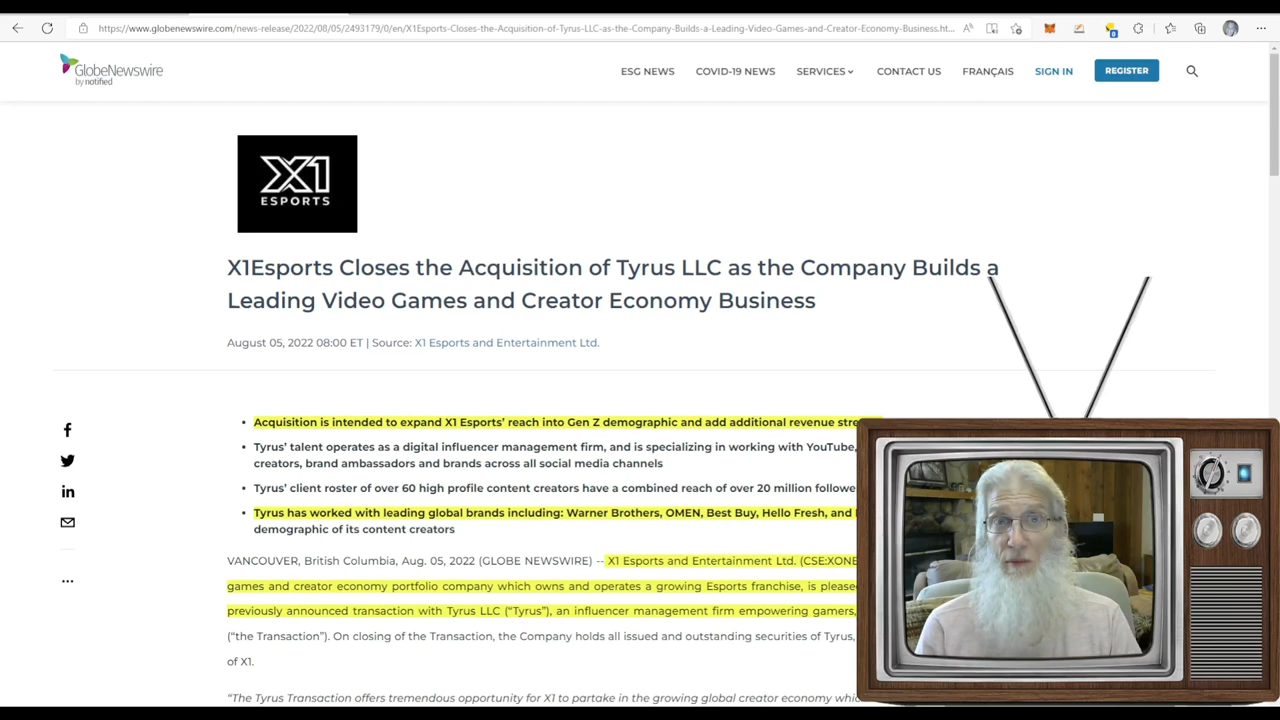 https://www.globenewswire.com/news-release/2022/08/05/2493179/0/en/X1Esports-Closes-the-Acquisition-of-Tyrus-LLC-as-the-Company-Builds-a-Leading-Video-Games-and-Creator-Economy-Business.ht...
GlobeNewswire
by notified
ESG NEWS COVID-19 NEWS SERVICES CONTACT US FRANÇAIS SIGN IN REGISTER
X1
ESPORTS
X1Esports Closes the Acquisition of Tyrus LLC as the Company Builds a
Leading Video Games and Creator Economy Business
August 05, 2022 08:00 ET | Source: X1 Esports and Entertainment Ltd.
• Acquisition is intended to expand X1 Esports' reach into Gen Z demographic and add additional revenue
• Tyrus' talent operates as a digital influencer management firm, and is specializing in working with YouTube,
creators, brand ambassadors and brands across all social media channels
• Tyrus' client roster of over 60 high profile content creators have a combined reach of over 20 million
• Tyrus has worked with leading global brands including: Warner Brothers, OMEN, Best Buy, Hello Fresh, and
demographic of its content creators
VANCOUVER, British Columbia, Aug. 05, 2022 (GLOBE NEWSWIRE) -- X1 Esports and Entertainment Ltd. (CSE:XONE
games and creator economy portfolio company which owns and operates a growing Esports franchise, is
previously announced transaction with Tyrus LLC ("Tyrus"), an influencer management firm empowering gamers,
("the Transaction"). On closing of the Transaction, the Company holds all issued and outstanding securities of Tyrus,
of X1.
"The Tyrus Transaction offers tremendous opportunity for X1 to partake in the growing global creator economy